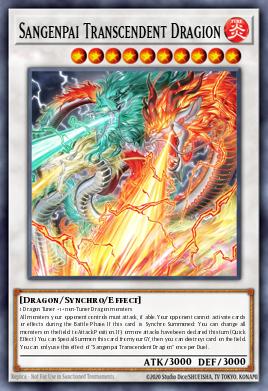 SANGENPAI TRANSCENDENT DRAGION
FIRE
炎
[DRAGON/SYNCHRO/EFFECT]
1 Dragon Tuner + 1+ non-Tuner Dragon monsters
All monsters your opponent controls must attack, if able. Your opponent cannot activate cards
or effects during the Battle Phase. If this card is Synchro Summoned: You can change all
monsters on the field to Attack Position. If 3 or more attacks have been declared this turn (Quick
Effect): You can Special Summon this card from your GY, then you can destroy 1 card on the field.
You can only use this effect of "Sangenpai Transcendent Dragion" once per Duel.
ATK/3000 DEF/3000
Replica - Not For Use in Sanctioned Tournaments.
©2020 Studio Dice/SHUEISHA, TV TOKYO, KONAMI